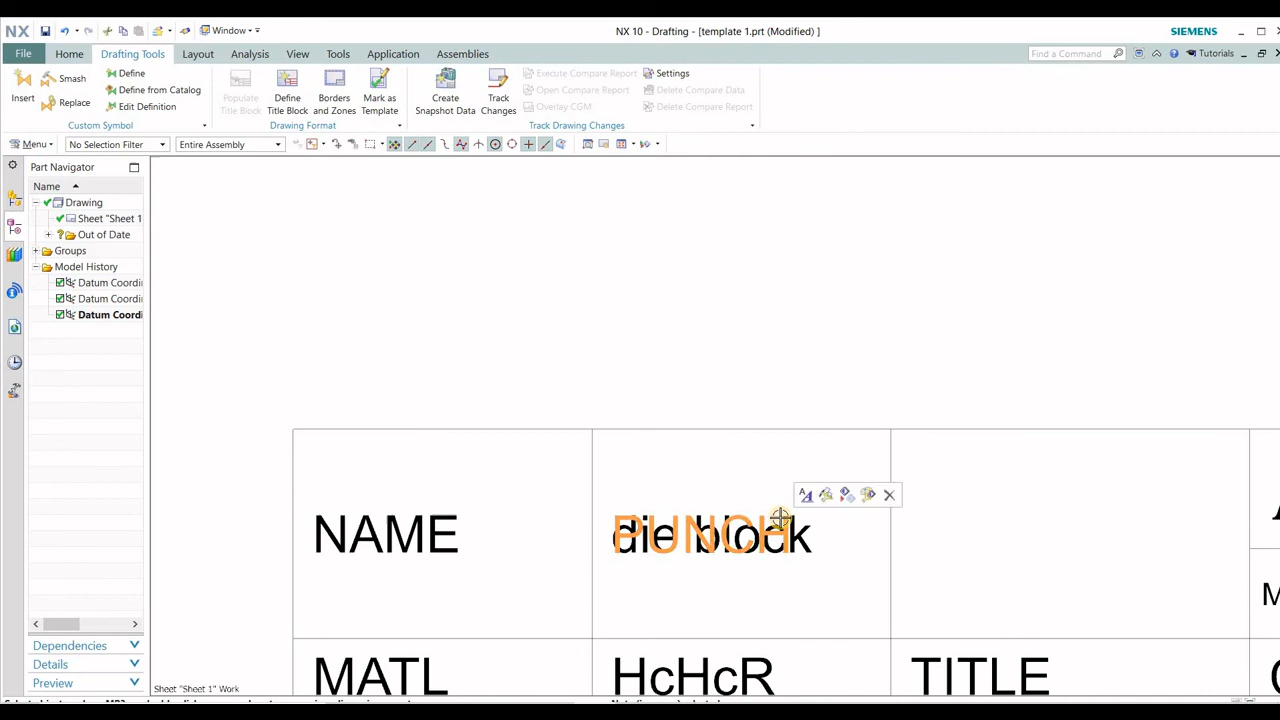 NX Window NX 10 - Drafting - [template 1.prt (Modified) ] SIEMENS
File Home Drafting Tools Layout Analysis View Tools Application Assemblies Find a Command Tutorials
Insert Smash Replace Define Define from Catalog Edit Definition Populate Title Block Define Title Block Borders and Zones Mark as Template Create Snapshot Data Track Changes Execute Compare Report Open Compare Report Overlay CGM Settings Delete Compare Data Delete Compare Report
Custom Symbol Drawing Format Track Drawing Changes
Menu No Selection Filter Entire Assembly
Part Navigator
Name
Drawing
Sheet "Sheet 1
Out of Date
Groups
Model History
Datum Coordi
Datum Coordi
Datum Coordi
NAME die block PUNCH
MATL HcHcR TITLE
Dependencies
Details
Preview
Sheet "Sheet 1" Work